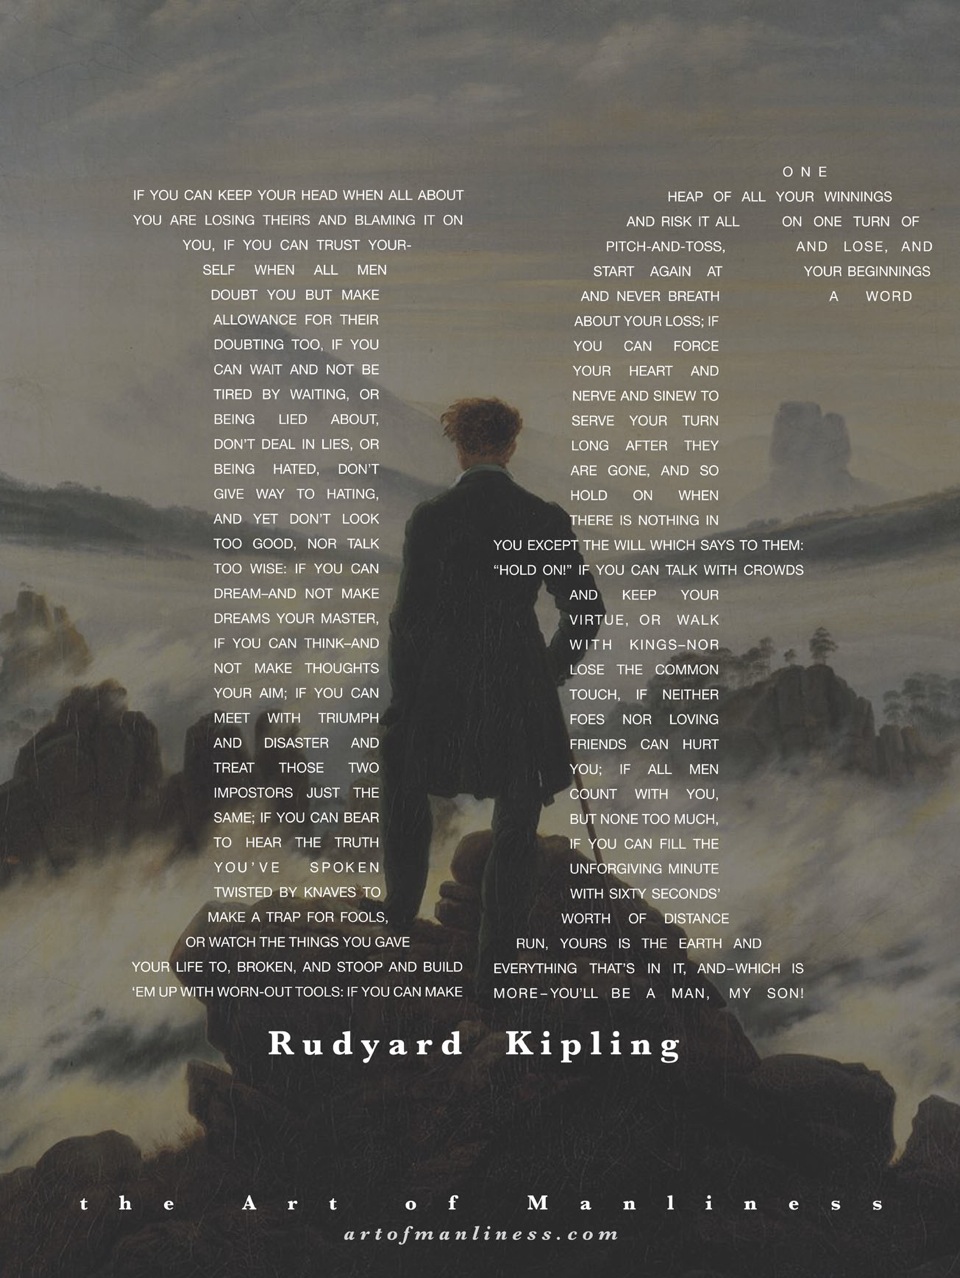 IF YOU CAN KEEP YOUR HEAD WHEN ALL ABOUT
YOU ARE LOSING THEIRS AND BLAMING IT ON
YOU, IF YOU CAN TRUST YOUR-
SELF WHEN ALL MEN
DOUBT YOU BUT MAKE
ALLOWANCE FOR THEIR
DOUBTING TOO, IF YOU
CAN WAIT AND NOT BE
TIRED BY WAITING, OR
BEING LIED ABOUT,
DON'T DEAL IN LIES, OR
BEING HATED, DON'T
GIVE WAY TO HATING,
AND YET DON'T LOOK
TOO GOOD, NOR TALK
TOO WISE: IF YOU CAN
DREAM–AND NOT MAKE
DREAMS YOUR MASTER,
IF YOU CAN THINK–AND
NOT MAKE THOUGHTS
YOUR AIM; IF YOU CAN
MEET WITH TRIUMPH
AND DISASTER AND
TREAT THOSE TWO
IMPOSTORS JUST THE
SAME; IF YOU CAN BEAR
TO HEAR THE TRUTH
YOU'VE SPOKEN
TWISTED BY KNAVES TO
MAKE A TRAP FOR FOOLS,
OR WATCH THE THINGS YOU GAVE
YOUR LIFE TO, BROKEN, AND STOOP AND BUILD
'EM UP WITH WORN-OUT TOOLS: IF YOU CAN MAKE
ONE
HEAP OF ALL YOUR WINNINGS
AND RISK IT ALL ON ONE TURN OF
PITCH-AND-TOSS, AND LOSE, AND
START AGAIN AT YOUR BEGINNINGS
AND NEVER BREATH A WORD
ABOUT YOUR LOSS; IF
YOU CAN FORCE
YOUR HEART AND
NERVE AND SINEW TO
SERVE YOUR TURN
LONG AFTER THEY
ARE GONE, AND SO
HOLD ON WHEN
THERE IS NOTHING IN
YOU EXCEPT THE WILL WHICH SAYS TO THEM:
“HOLD ON!” IF YOU CAN TALK WITH CROWDS
AND KEEP YOUR
VIRTUE, OR WALK
WITH KINGS–NOR
LOSE THE COMMON
TOUCH, IF NEITHER
FOES NOR LOVING
FRIENDS CAN HURT
YOU; IF ALL MEN
COUNT WITH YOU,
BUT NONE TOO MUCH,
IF YOU CAN FILL THE
UNFORGIVING MINUTE
WITH SIXTY SECONDS'
WORTH OF DISTANCE
RUN, YOURS IS THE EARTH AND
EVERYTHING THAT'S IN IT, AND–WHICH IS
MORE–YOU'LL BE A MAN, MY SON!
Rudyard Kipling
the Art of Manliness
artofmanliness.com